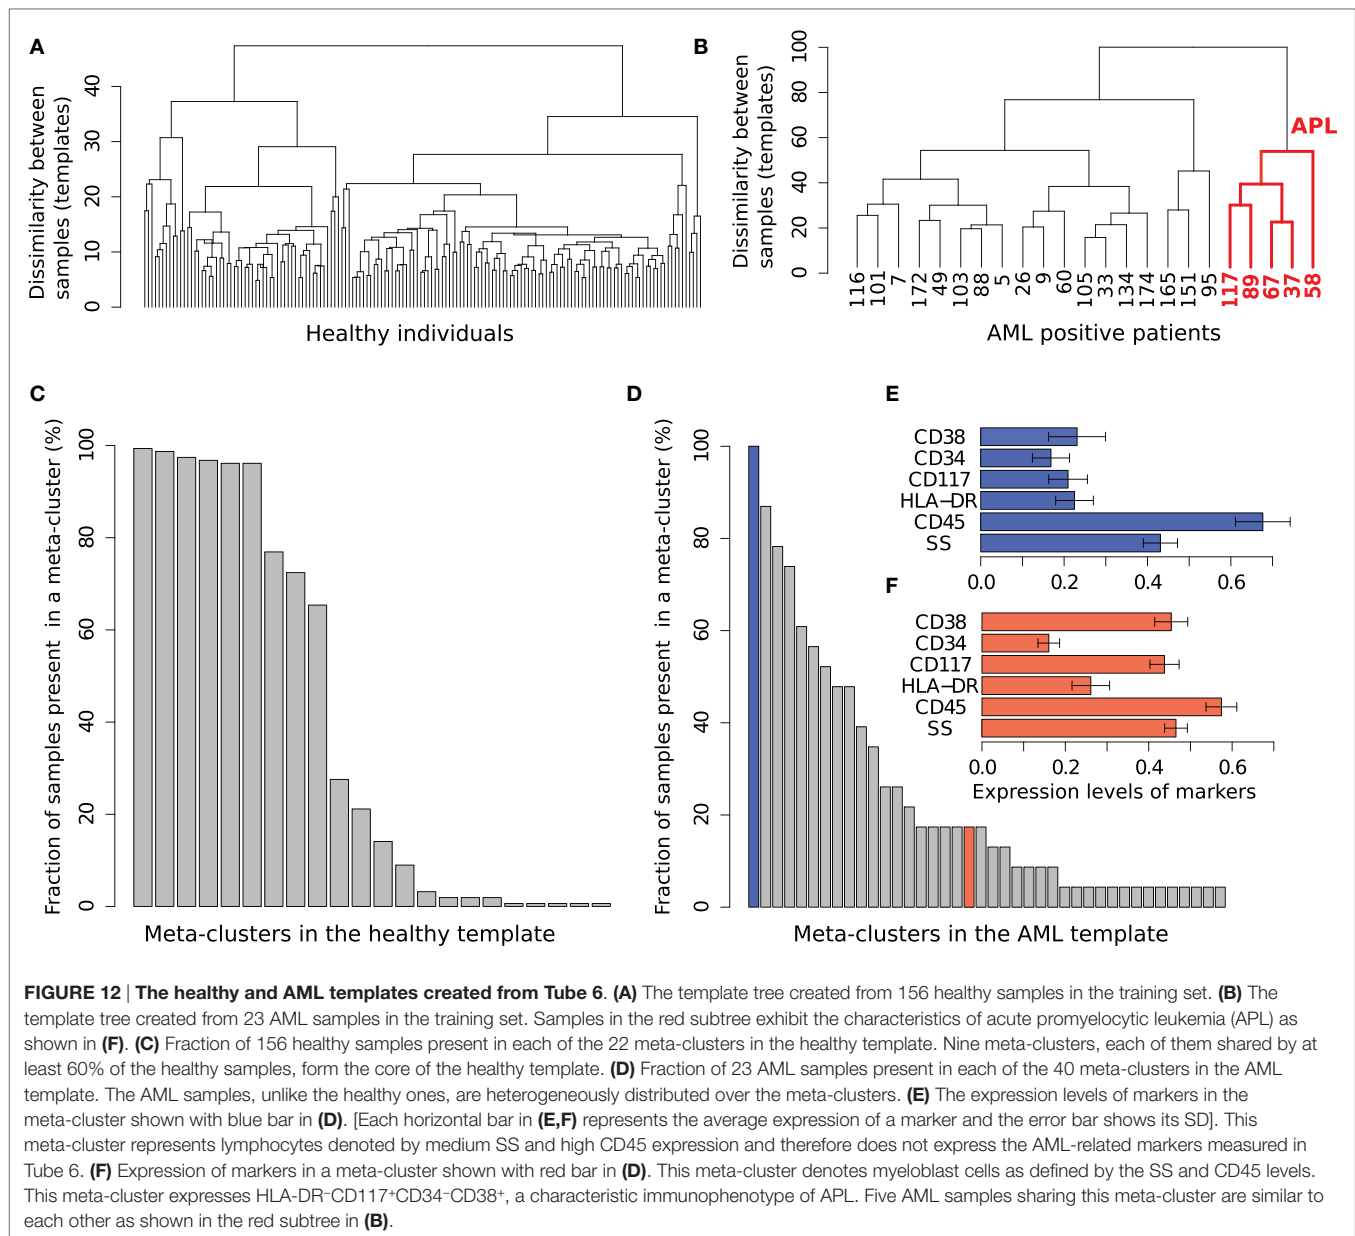 A
Dissimilarity between
samples (templates)
0
10
20
30
40
Healthy individuals
B
Dissimilarity between
samples (templates)
0
20
40
60
80
100
APL
116
101
7
172
49
103
88
5
26
9
60
105
33
134
174
165
151
95
117
89
67
37
58
AML positive patients
C
Fraction of samples present in a meta-cluster (%)
0
20
40
60
80
100
Meta-clusters in the healthy template
D
Fraction of samples present in a meta-cluster (%)
0
20
40
60
80
100
Meta-clusters in the AML template
E
CD38
CD34
CD117
HLA−DR
CD45
SS
0.0 0.2 0.4 0.6
F
CD38
CD34
CD117
HLA−DR
CD45
SS
0.0 0.2 0.4 0.6
Expression levels of markers
FIGURE 12 | The healthy and AML templates created from Tube 6. (A) The template tree created from 156 healthy samples in the training set. (B) The
template tree created from 23 AML samples in the training set. Samples in the red subtree exhibit the characteristics of acute promyelocytic leukemia (APL) as
shown in (F). (C) Fraction of 156 healthy samples present in each of the 22 meta-clusters in the healthy template. Nine meta-clusters, each of them shared by at
least 60% of the healthy samples, form the core of the healthy template. (D) Fraction of 23 AML samples present in each of the 40 meta-clusters in the AML
template. The AML samples, unlike the healthy ones, are heterogeneously distributed over the meta-clusters. (E) The expression levels of markers in the
meta-cluster shown with blue bar in (D). [Each horizontal bar in (E,F) represents the average expression of a marker and the error bar shows its SD]. This
meta-cluster represents lymphocytes denoted by medium SS and high CD45 expression and therefore does not express the AML-related markers measured in
Tube 6. (F) Expression of markers in a meta-cluster shown with red bar in (D). This meta-cluster denotes myeloblast cells as defined by the SS and CD45 levels.
This meta-cluster expresses HLA-DR⁻CD117⁺CD34⁻CD38⁺, a characteristic immunophenotype of APL. Five AML samples sharing this meta-cluster are similar to
each other as shown in the red subtree in (B).